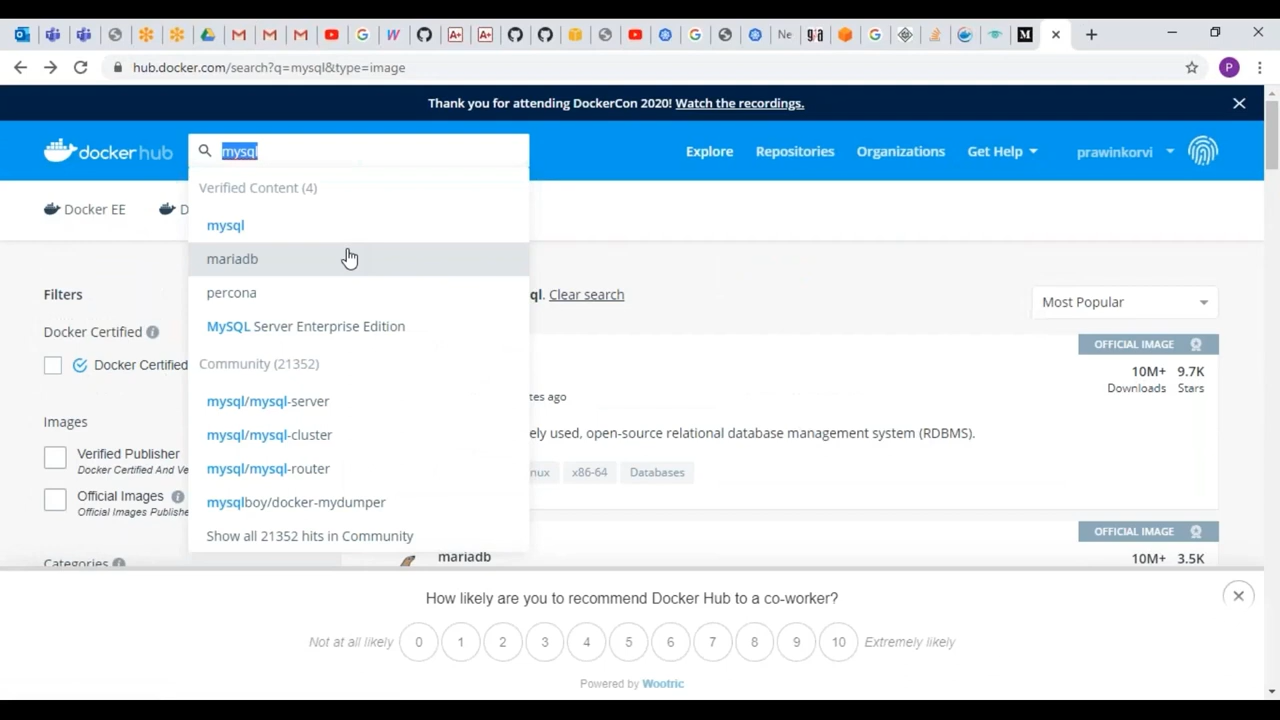 Ne
hub.docker.com/search?q=mysql&type=image
P
Thank you for attending DockerCon 2020! Watch the recordings.
docker hub
mysql
Explore
Repositories
Organizations
Get Help
prawinkorvi
Docker EE
D
Verified Content (4)
mysql
mariadb
percona
MySQL Server Enterprise Edition
Community (21352)
mysql/mysql-server
mysql/mysql-cluster
mysql/mysql-router
mysqlboy/docker-mydumper
Show all 21352 hits in Community
Filters
Docker Certified
Docker Certified
Images
Verified Publisher
Docker Certified And Ve
Official Images
Official Images Publishe
Categories
ql. Clear search
Most Popular
OFFICIAL IMAGE
10M+ 9.7K
Downloads Stars
tes ago
ely used, open-source relational database management system (RDBMS).
nux x86-64 Databases
OFFICIAL IMAGE
mariadb
10M+ 3.5K
How likely are you to recommend Docker Hub to a co-worker?
Not at all likely 0 1 2 3 4 5 6 7 8 9 10 Extremely likely
Powered by Wootric